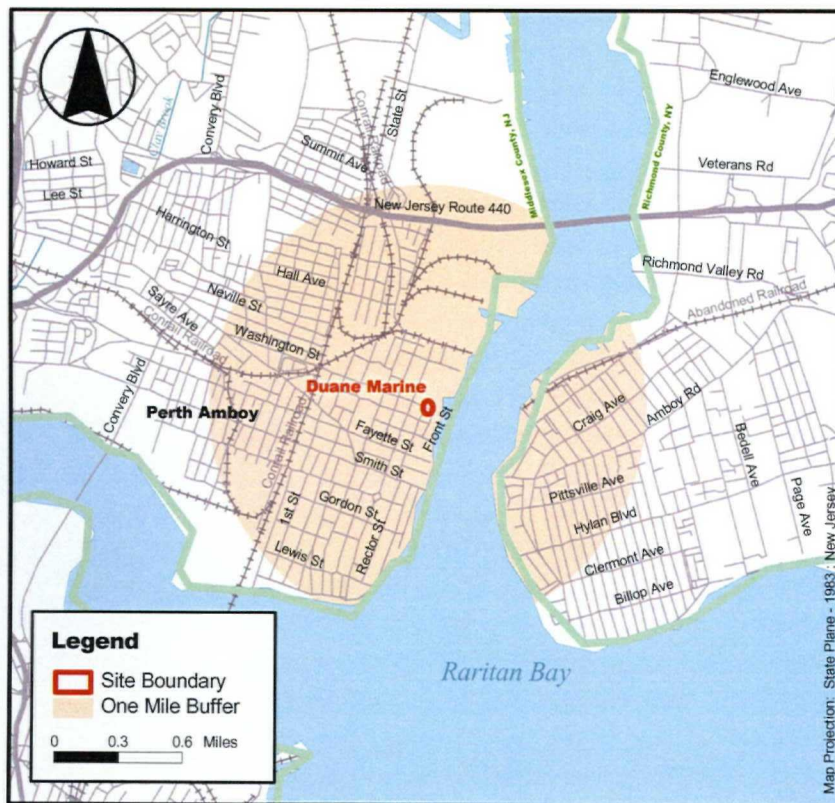 Convery Blvd
State St
Conrail Railroad
Englewood Ave
Summit Ave
Howard St
Lee St
Middlesex County, NJ
Richmond County, NY
Veterans Rd
New Jersey Route 440
Harrington St
Richmond Valley Rd
Hall Ave
Neville St
Sayre Ave
Conrail Railroad
Abandoned Railroad
Washington St
Convery Blvd
Duane Marine
Perth Amboy
Front St
Craig Ave
Amboy Rd
Fayette St
Conrail Railroad
Smith St
Bedell Ave
Page Ave
Pittsville Ave
Gordon St
1st St
Hylan Blvd
Rector St
Lewis St
Clermont Ave
Billop Ave
Raritan Bay
Legend
Site Boundary
One Mile Buffer
0 0.3 0.6 Miles
Map Projection: State Plane - 1983 : New Jersey